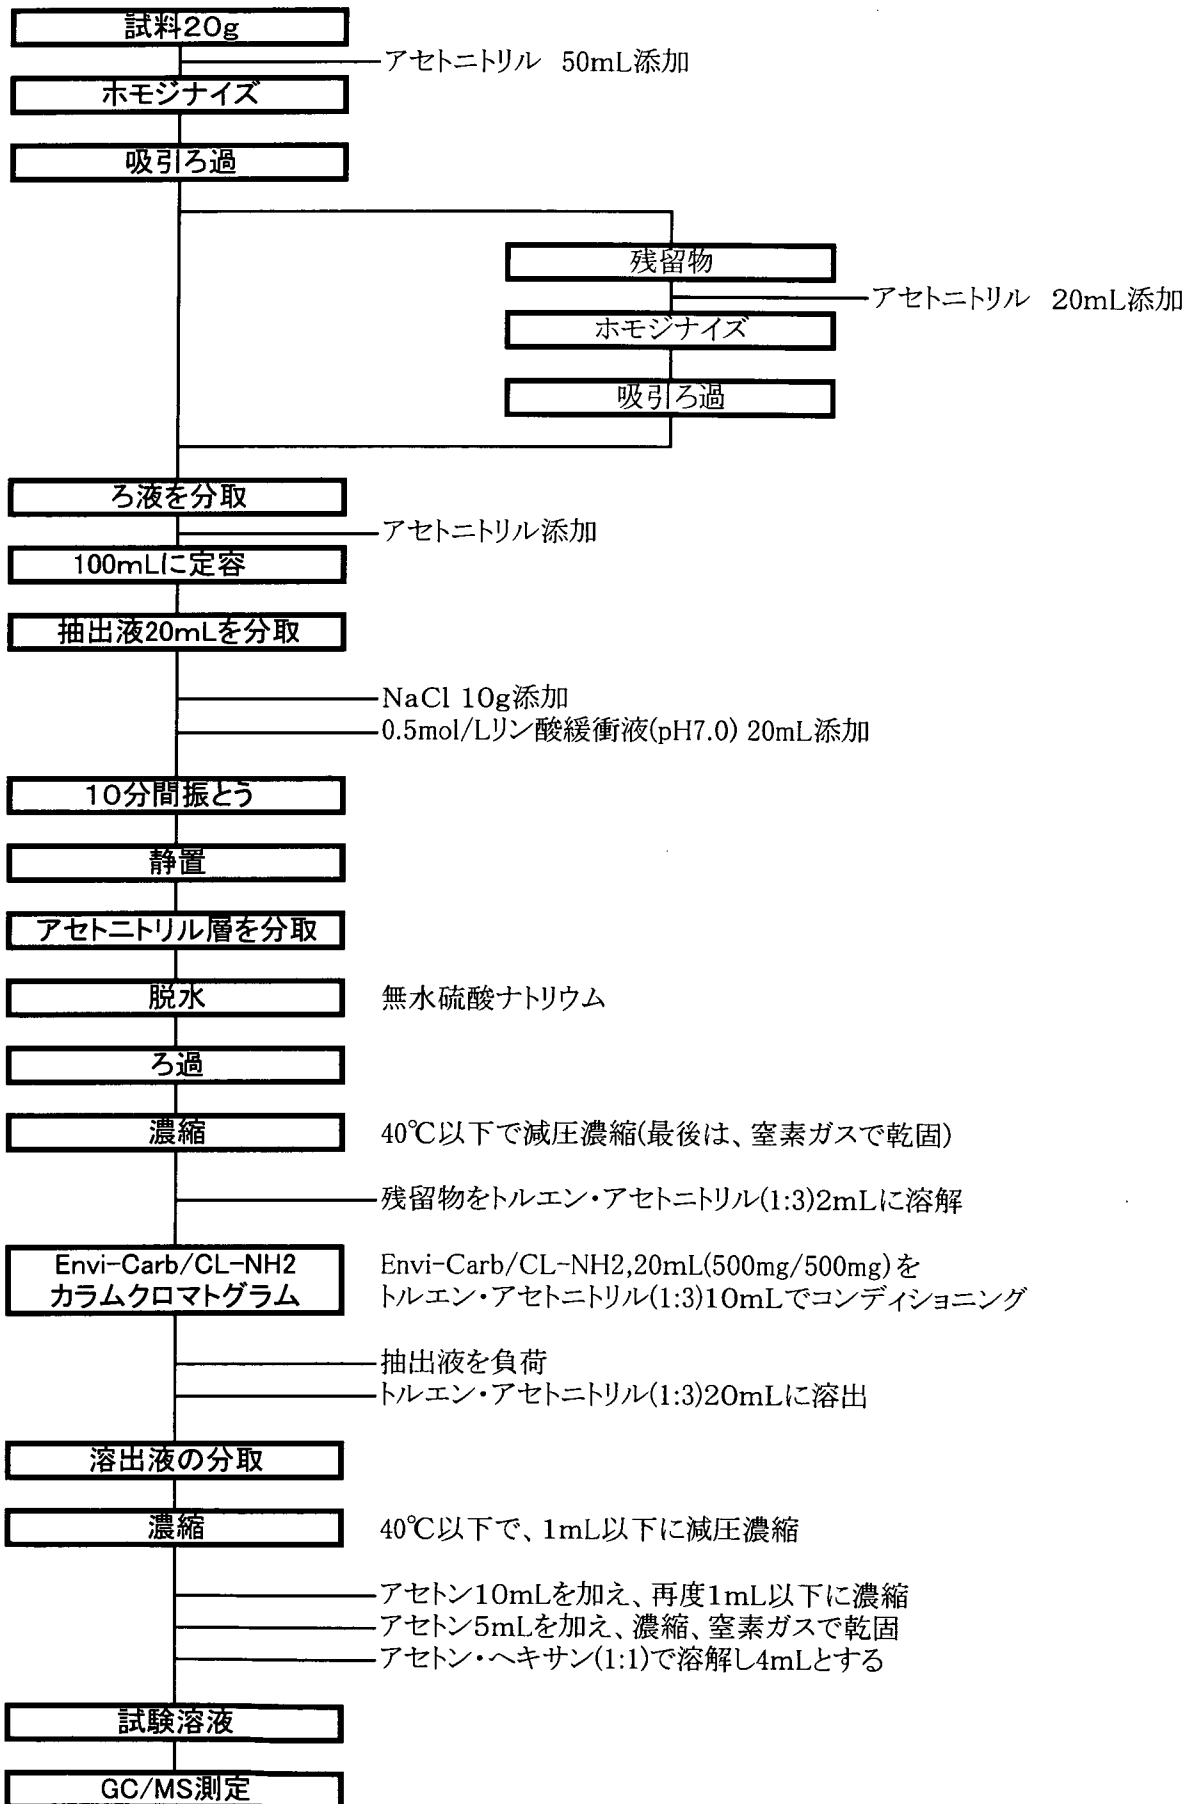 試料20g
アセトニトリル 50mL添加
ホモジナイズ
吸引ろ過
残留物
アセトニトリル 20mL添加
ホモジナイズ
吸引ろ過
ろ液を分取
アセトニトリル添加
100mLに定容
抽出液20mLを分取
NaCl 10g添加
0.5mol/Lリン酸緩衝液(pH7.0) 20mL添加
10分間振とう
静置
アセトニトリル層を分取
脱水
無水硫酸ナトリウム
ろ過
濃縮
40℃以下で減圧濃縮(最後は、窒素ガスで乾固)
残留物をトルエン・アセトニトリル(1:3)2mLに溶解
Envi-Carb/CL-NH2
カラムクロマトグラム
Envi-Carb/CL-NH2,20mL(500mg/500mg)を
トルエン・アセトニトリル(1:3)10mLでコンディショニング
抽出液を負荷
トルエン・アセトニトリル(1:3)20mLに溶出
溶出液の分取
濃縮
40℃以下で、1mL以下に減圧濃縮
アセトン10mLを加え、再度1mL以下に濃縮
アセトン5mLを加え、濃縮、窒素ガスで乾固
アセトン・ヘキサン(1:1)で溶解し4mLとする
試験溶液
GC/MS測定